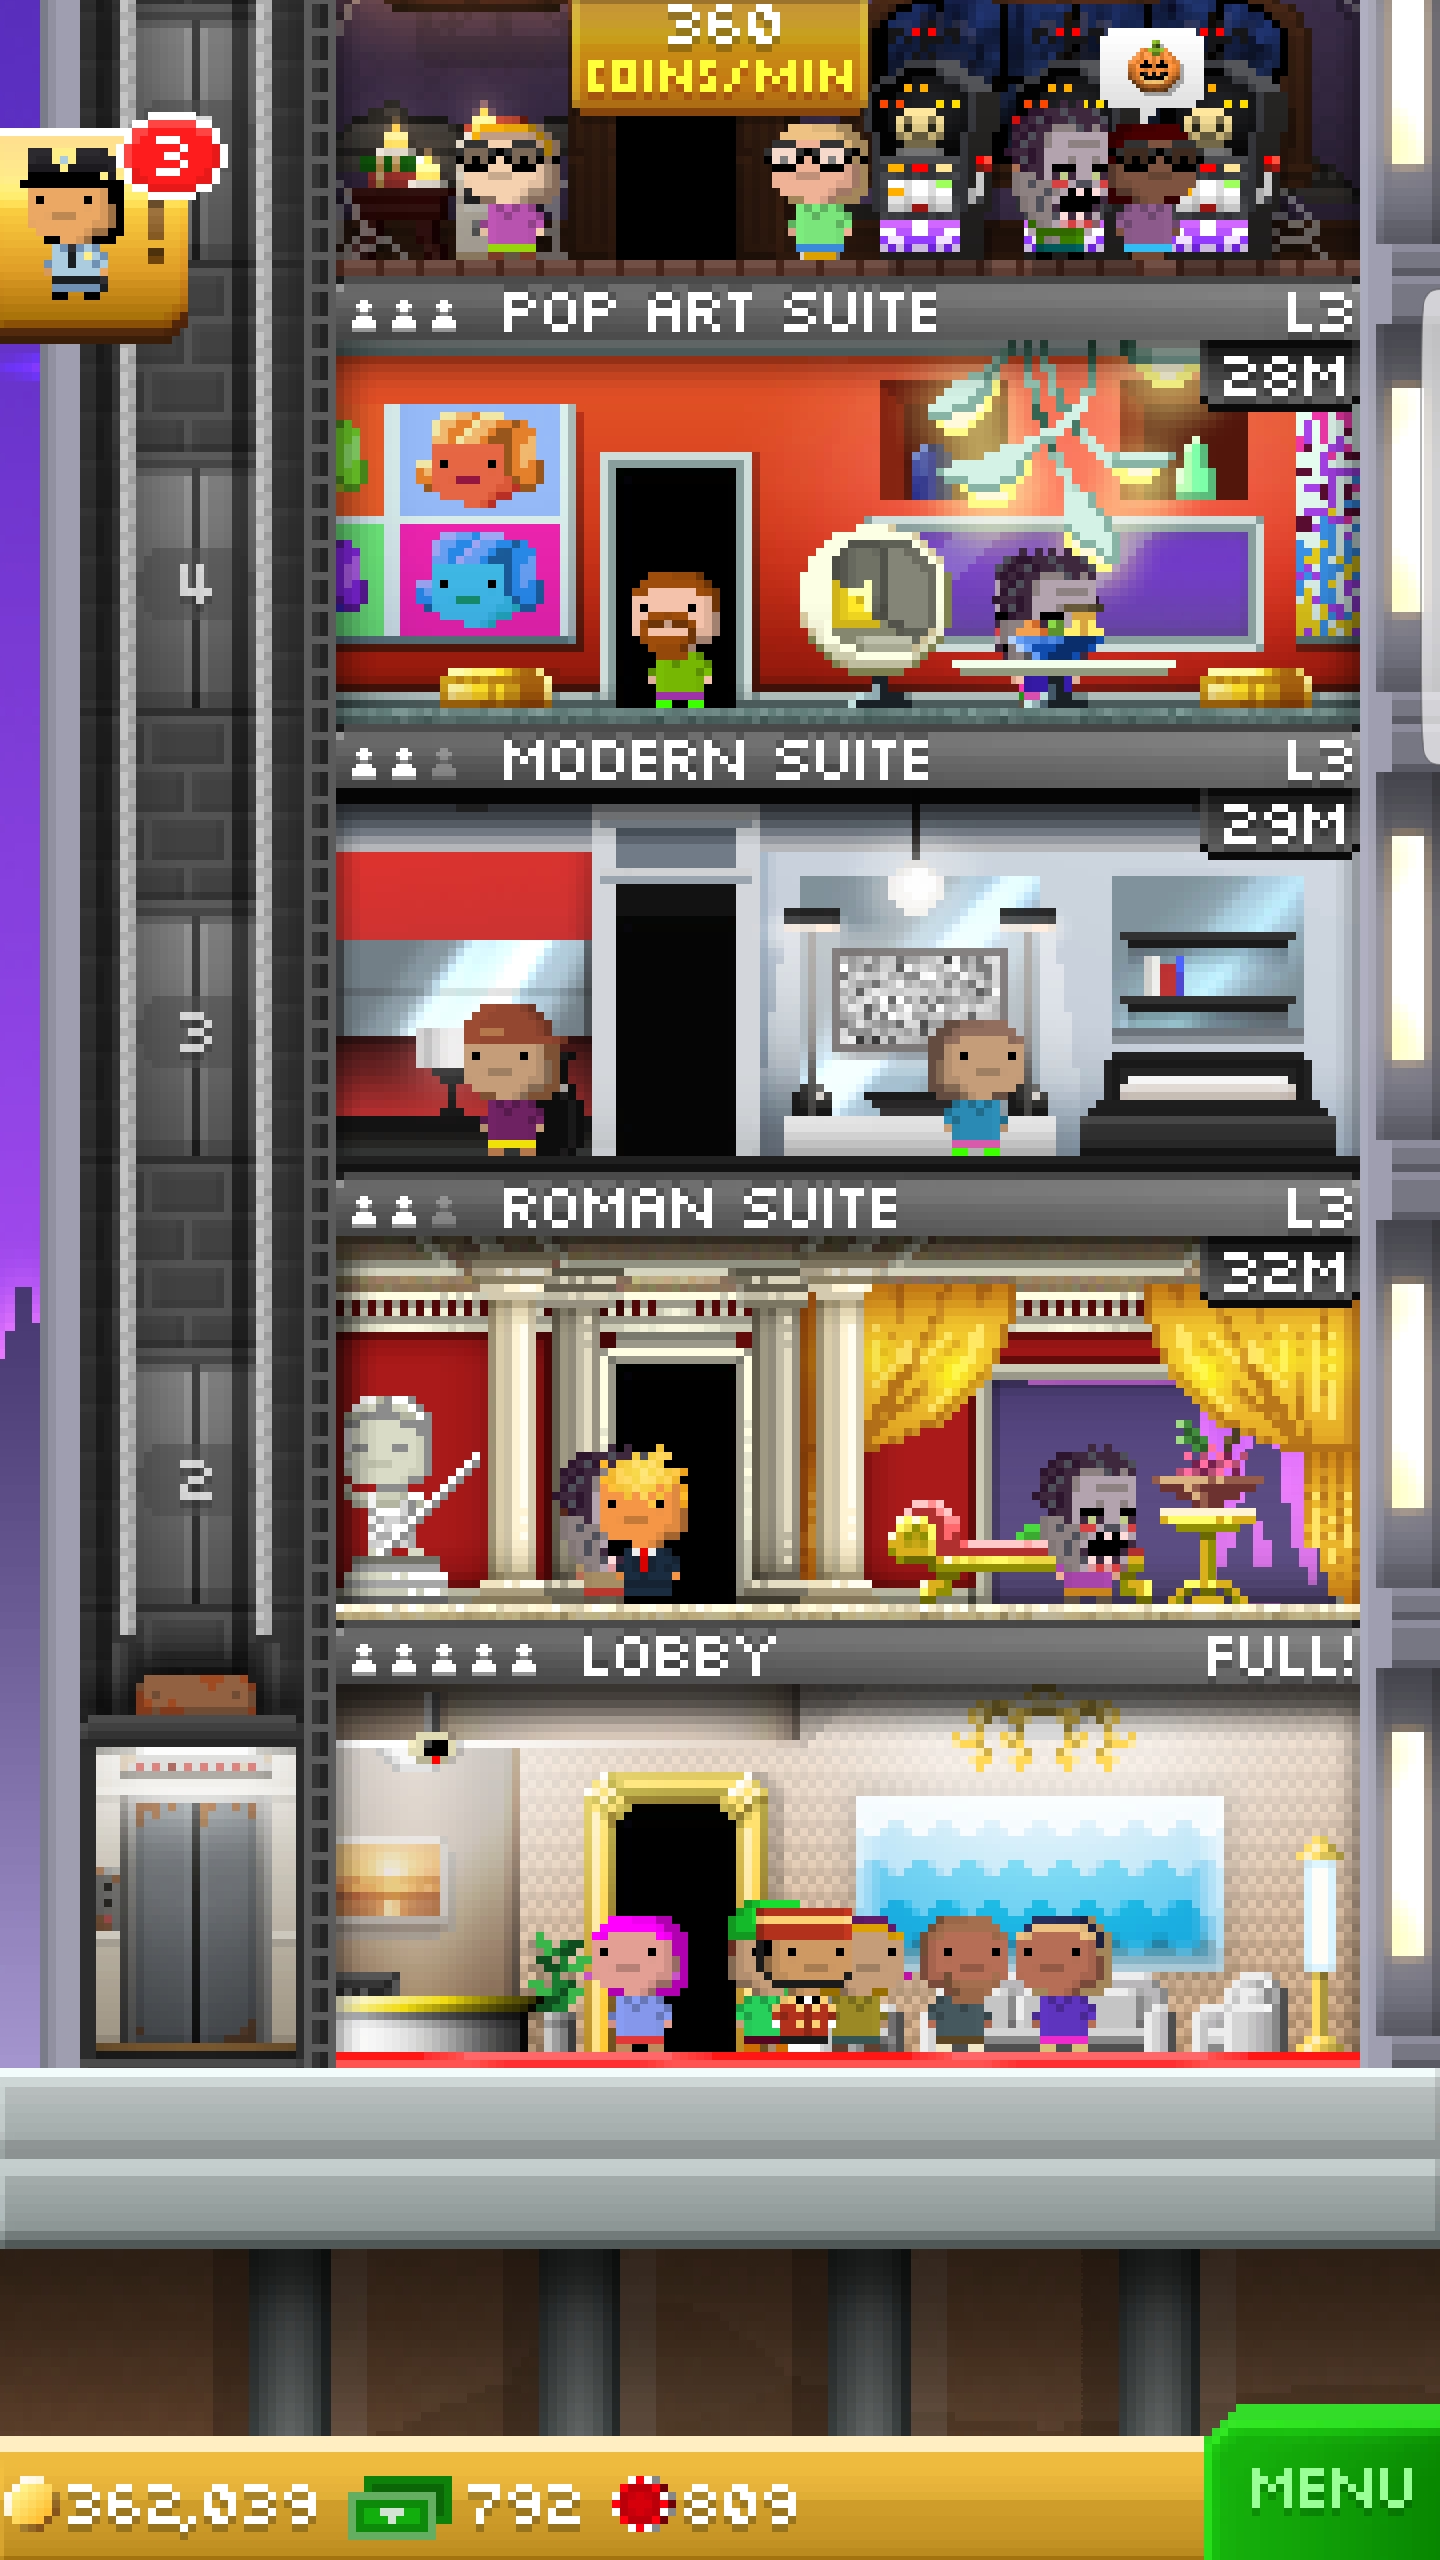 360
COINS/MIN
3
!
POP ART SUITE L3
28M
4
MODERN SUITE L3
29M
3
ROMAN SUITE L3
32M
2
LOBBY FULL!
MENU
362,039 792 809